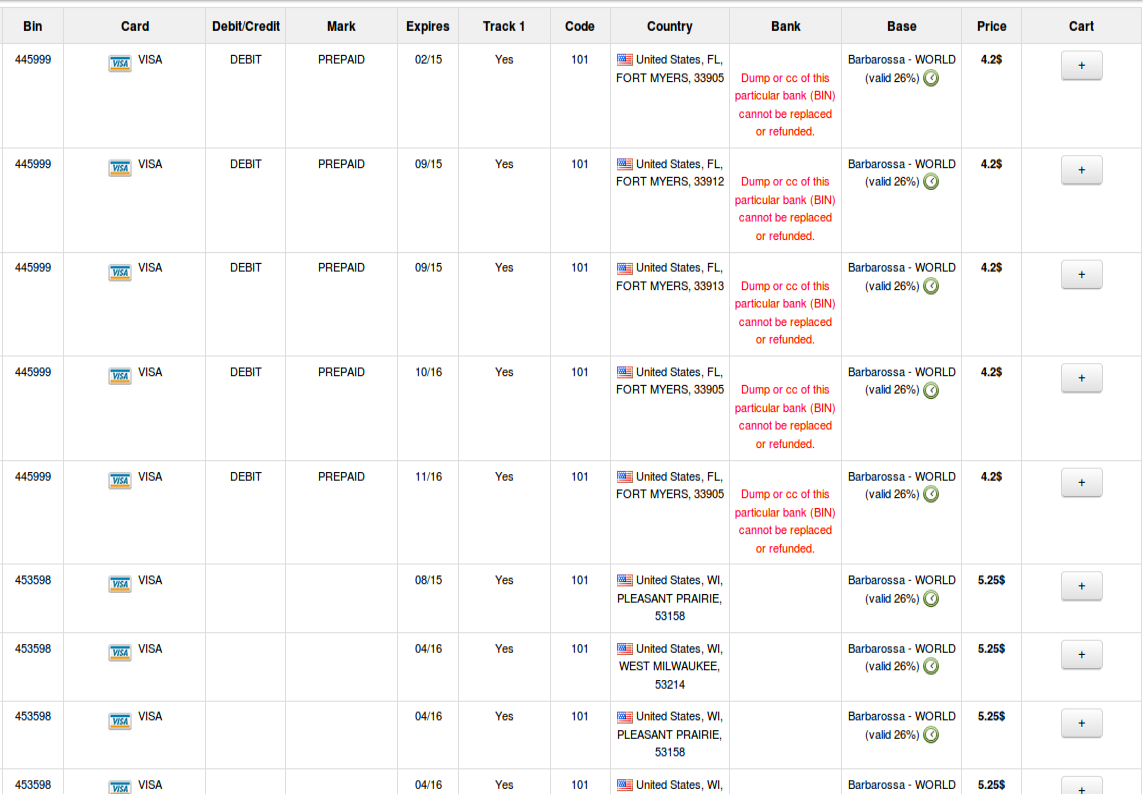 Bin Card Debit/Credit Mark Expires Track 1 Code Country Bank Base Price Cart
445999 VISA VISA DEBIT PREPAID 02/15 Yes 101 United States, FL, Barbarossa - WORLD 4.2$ +
FORT MYERS, 33905 Dump or cc of this (valid 26%)
particular bank (BIN)
cannot be replaced
or refunded.
445999 VISA VISA DEBIT PREPAID 09/15 Yes 101 United States, FL, Barbarossa - WORLD 4.2$ +
FORT MYERS, 33912 Dump or cc of this (valid 26%)
particular bank (BIN)
cannot be replaced
or refunded.
445999 VISA VISA DEBIT PREPAID 09/15 Yes 101 United States, FL, Barbarossa - WORLD 4.2$ +
FORT MYERS, 33913 Dump or cc of this (valid 26%)
particular bank (BIN)
cannot be replaced
or refunded.
445999 VISA VISA DEBIT PREPAID 10/16 Yes 101 United States, FL, Barbarossa - WORLD 4.2$ +
FORT MYERS, 33905 Dump or cc of this (valid 26%)
particular bank (BIN)
cannot be replaced
or refunded.
445999 VISA VISA DEBIT PREPAID 11/16 Yes 101 United States, FL, Barbarossa - WORLD 4.2$ +
FORT MYERS, 33905 Dump or cc of this (valid 26%)
particular bank (BIN)
cannot be replaced
or refunded.
453598 VISA VISA 08/15 Yes 101 United States, WI, Barbarossa - WORLD 5.25$ +
PLEASANT PRAIRIE, (valid 26%)
53158
453598 VISA VISA 04/16 Yes 101 United States, WI, Barbarossa - WORLD 5.25$ +
WEST MILWAUKEE, (valid 26%)
53214
453598 VISA VISA 04/16 Yes 101 United States, WI, Barbarossa - WORLD 5.25$ +
PLEASANT PRAIRIE, (valid 26%)
53158
453598 VISA VISA 04/16 Yes 101 United States, WI, Barbarossa - WORLD 5.25$ +